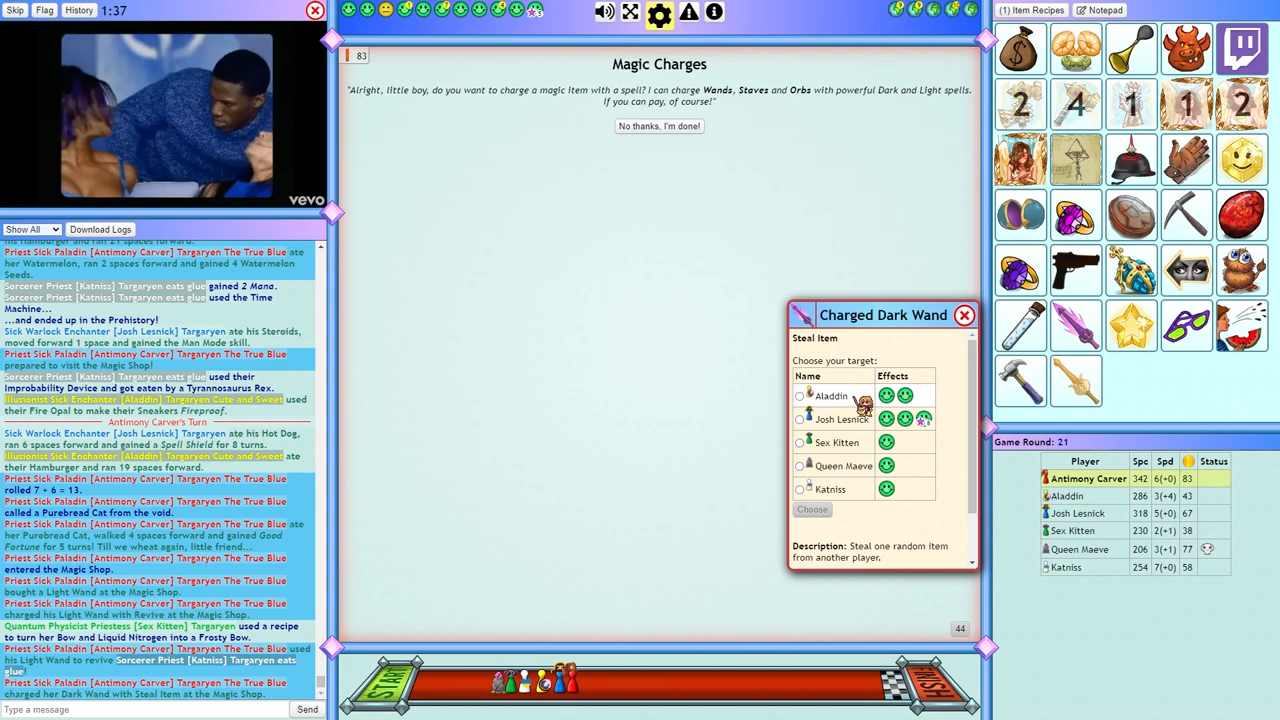 Skip
Flag
History
1:37
vevo
Show All
Download Logs
his Hamburger and ran 21 spaces forward.
Priest Sick Paladin [Antimony Carver] Targaryen The True Blue ate
her Watermelon, ran 2 spaces forward and gained 4 Watermelon
Seeds.
Sorcerer Priest [Katniss] Targaryen eats glue gained 2 Mana.
Sorcerer Priest [Katniss] Targaryen eats glue used the Time
Machine...
...and ended up in the Prehistory!
Sick Warlock Enchanter [Josh Lesnick] Targaryen ate his Steroids,
moved forward 1 space and gained the Man Mode skill.
Priest Sick Paladin [Antimony Carver] Targaryen The True Blue
prepared to visit the Magic Shop!
Sorcerer Priest [Katniss] Targaryen eats glue used their
Improbability Device and got eaten by a Tyrannosaurus Rex.
Illusionist Sick Enchanter [Aladdin] Targaryen Cute and Sweet used
their Fire Opal to make their Sneakers Fireproof.
Antimony Carver's Turn
Sick Warlock Enchanter [Josh Lesnick] Targaryen ate his Hot Dog,
ran 6 spaces forward and gained a Spell Shield for 8 turns.
Illusionist Sick Enchanter [Aladdin] Targaryen Cute and Sweet ate
their Hamburger and ran 19 spaces forward.
Priest Sick Paladin [Antimony Carver] Targaryen The True Blue
rolled 7 + 6 = 13.
Priest Sick Paladin [Antimony Carver] Targaryen The True Blue
called a Purebread Cat from the void.
Priest Sick Paladin [Antimony Carver] Targaryen The True Blue ate
her Purebread Cat, walked 4 spaces forward and gained Good
Fortune for 5 turns! Till we wheat again, little friend...
Priest Sick Paladin [Antimony Carver] Targaryen The True Blue
entered the Magic Shop.
Priest Sick Paladin [Antimony Carver] Targaryen The True Blue
bought a Light Wand at the Magic Shop.
Priest Sick Paladin [Antimony Carver] Targaryen The True Blue
charged his Light Wand with Revive at the Magic Shop.
Quantum Physicist Priestess [Sex Kitten] Targaryen used a recipe
to turn her Bow and Liquid Nitrogen into a Frosty Bow.
Priest Sick Paladin [Antimony Carver] Targaryen The True Blue used
his Light Wand to revive Sorcerer Priest [Katniss] Targaryen eats
glue!
Priest Sick Paladin [Antimony Carver] Targaryen The True Blue
charged her Dark Wand with Steal Item at the Magic Shop.
Type a message
Send
83
Magic Charges
"Alright, little boy, do you want to charge a magic item with a spell? I can charge Wands, Staves and Orbs with powerful Dark and Light spells.
If you can pay, of course!"
No thanks, I'm done!
Charged Dark Wand
Steal Item
Choose your target:
Name Effects
Aladdin
Josh Lesnick
8
Sex Kitten
Queen Maeve
Katniss
Choose
Description: Steal one random item
from another player.
44
START
FINISH
(1) Item Recipes
Notepad
2 4 1 1 2
Game Round: 21
Player Spc Spd Status
Antimony Carver 342 6(+0) 83
Aladdin 286 3(+4) 43
Josh Lesnick 318 5(+0) 67
Sex Kitten 230 2(+1) 38
Queen Maeve 206 3(+1) 77
Katniss 254 7(+0) 58